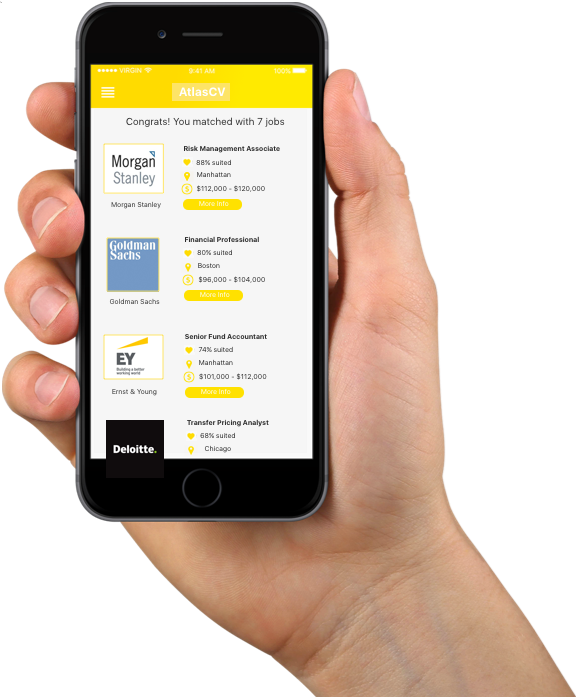 VIRGIN
9:41 AM
100%
AtlasCV
Congrats! You matched with 7 jobs
Morgan
Stanley
Morgan Stanley
Risk Management Associate
88% suited
Manhattan
$112,000 - $120,000
More Info
Goldman
Sachs
Goldman Sachs
Financial Professional
80% suited
Boston
$96,000 - $104,000
More Info
EY
Building a better
working world
Ernst & Young
Senior Fund Accountant
74% suited
Manhattan
$101,000 - $112,000
More Info
Deloitte.
Transfer Pricing Analyst
68% suited
Chicago